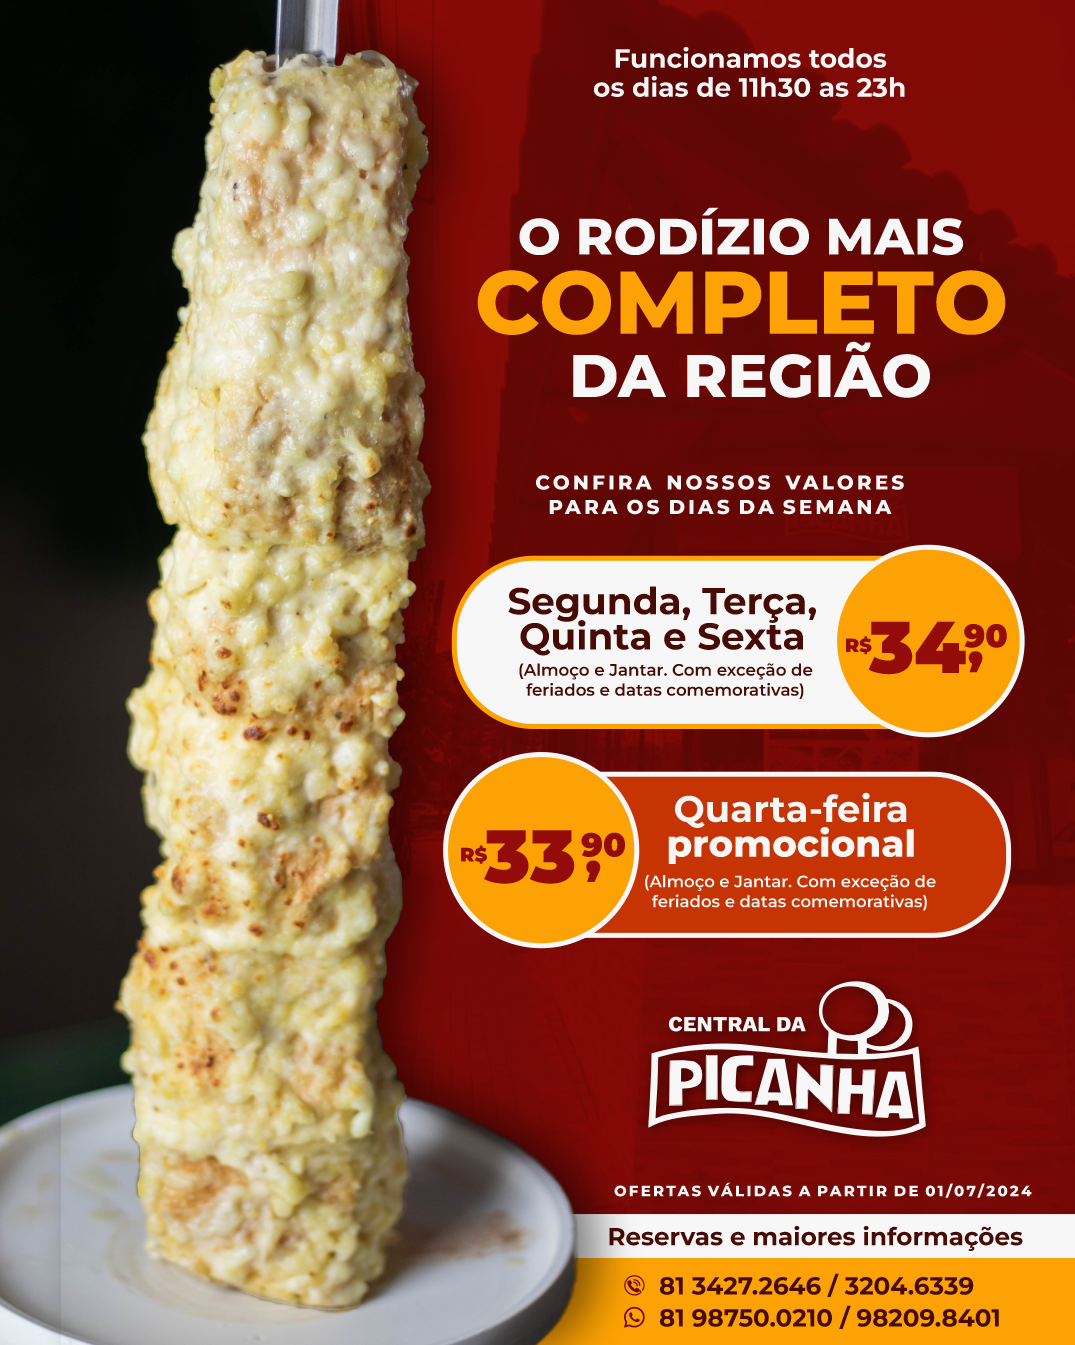 Funcionamos todos
os dias de 11h30 as 23h
O RODÍZIO MAIS
COMPLETO
DA REGIÃO
CONFIRA NOSSOS VALORES
PARA OS DIAS DA SEMANA
Segunda, Terça,
Quinta e Sexta
(Almoço e Jantar. Com exceção de
feriados e datas comemorativas)
R$34,90
R$33,90
Quarta-feira
promocional
(Almoço e Jantar. Com exceção de
feriados e datas comemorativas)
CENTRAL DA
PICANHA
OFERTAS VÁLIDAS A PARTIR DE 01/07/2024
Reservas e maiores informações
81 3427.2646 / 3204.6339
81 98750.0210 / 98209.8401